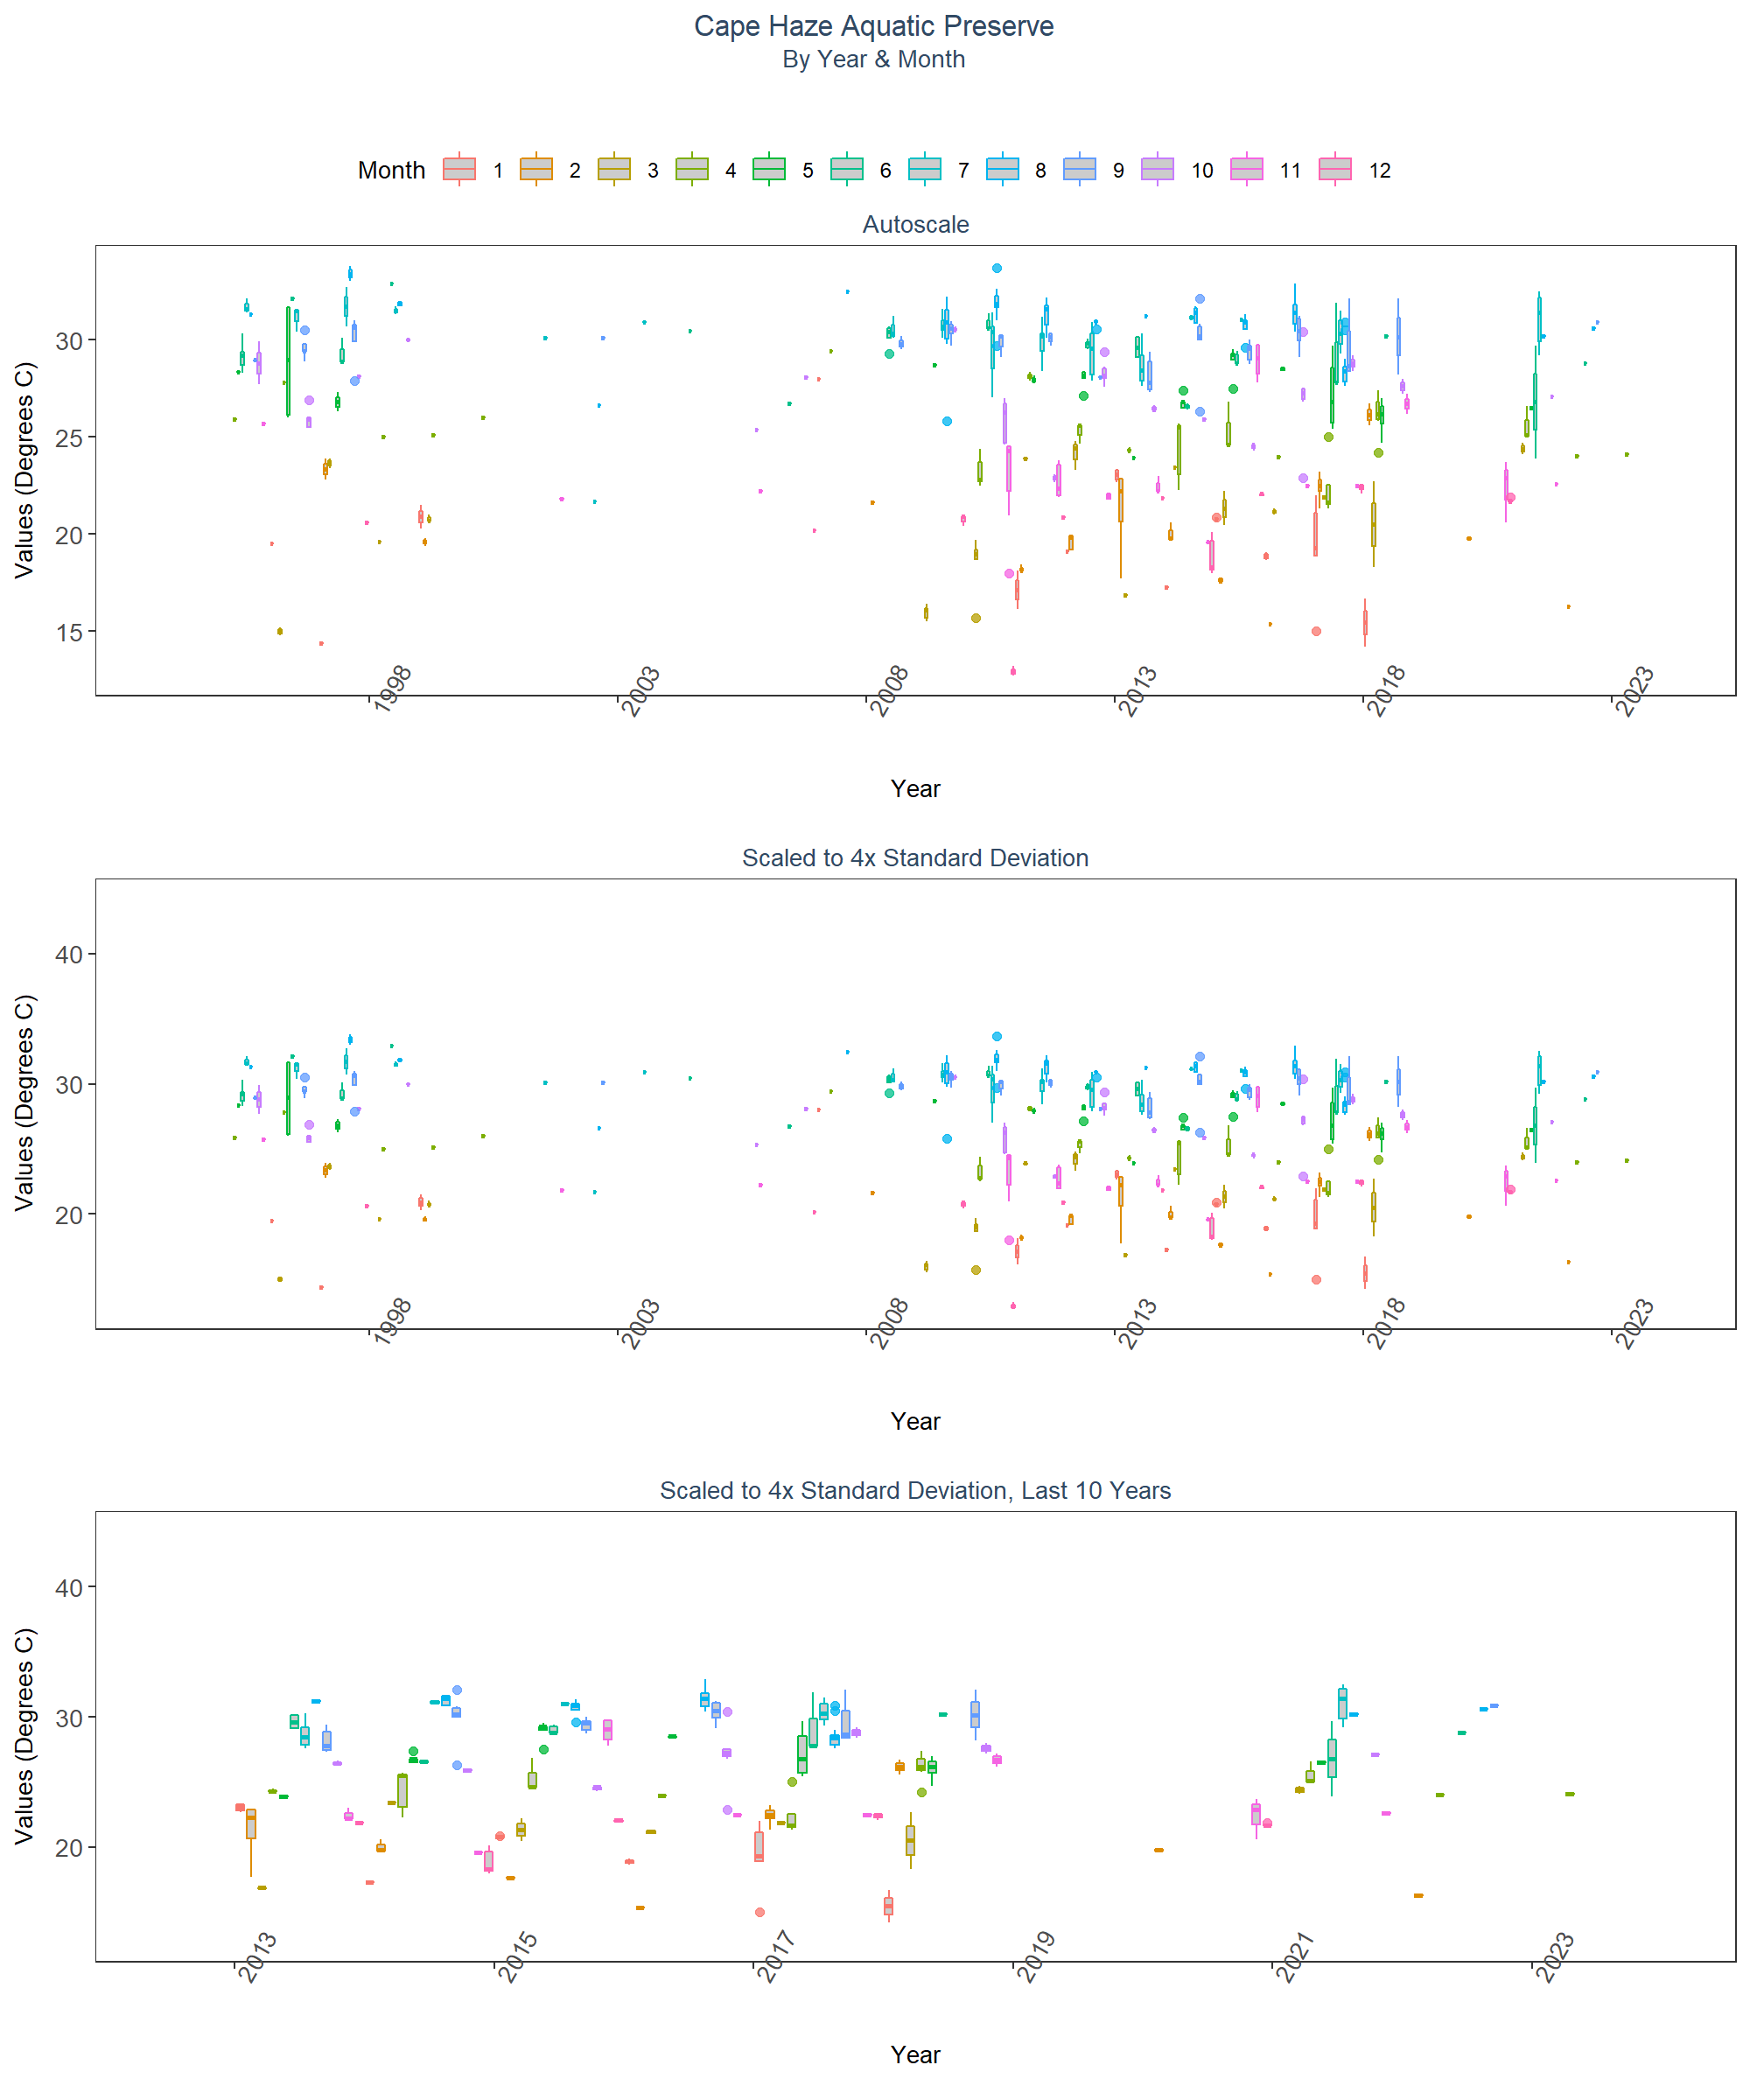 Cape Haze Aquatic Preserve
By Year & Month
Month 1 2 3 4 5 6 7 8 9 10 11 12
Autoscale
Values (Degrees C)
30
25
20
15
1998 2003 2008 2013 2018 2023
Year
Scaled to 4x Standard Deviation
Values (Degrees C)
40
30
20
1998 2003 2008 2013 2018 2023
Year
Scaled to 4x Standard Deviation, Last 10 Years
Values (Degrees C)
40
30
20
2013 2015 2017 2019 2021 2023
Year